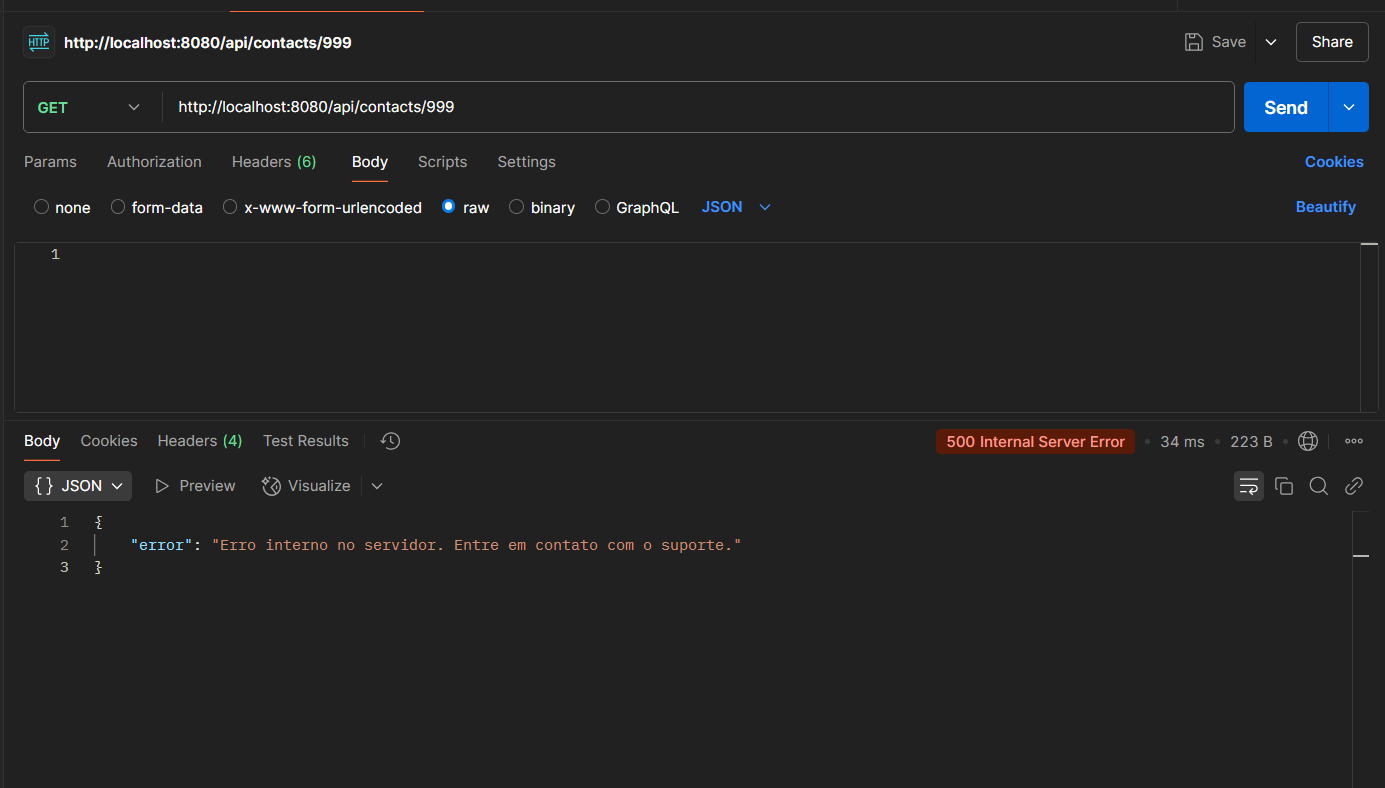 HTTP http://localhost:8080/api/contacts/999 Save Share
GET http://localhost:8080/api/contacts/999 Send
Params Authorization Headers (6) Body Scripts Settings Cookies
none form-data x-www-form-urlencoded raw binary GraphQL JSON Beautify
1
Body Cookies Headers (4) Test Results 500 Internal Server Error • 34 ms • 223 B •
{} JSON Preview Visualize
1 {
2 "error": "Erro interno no servidor. Entre em contato com o suporte."
3 }